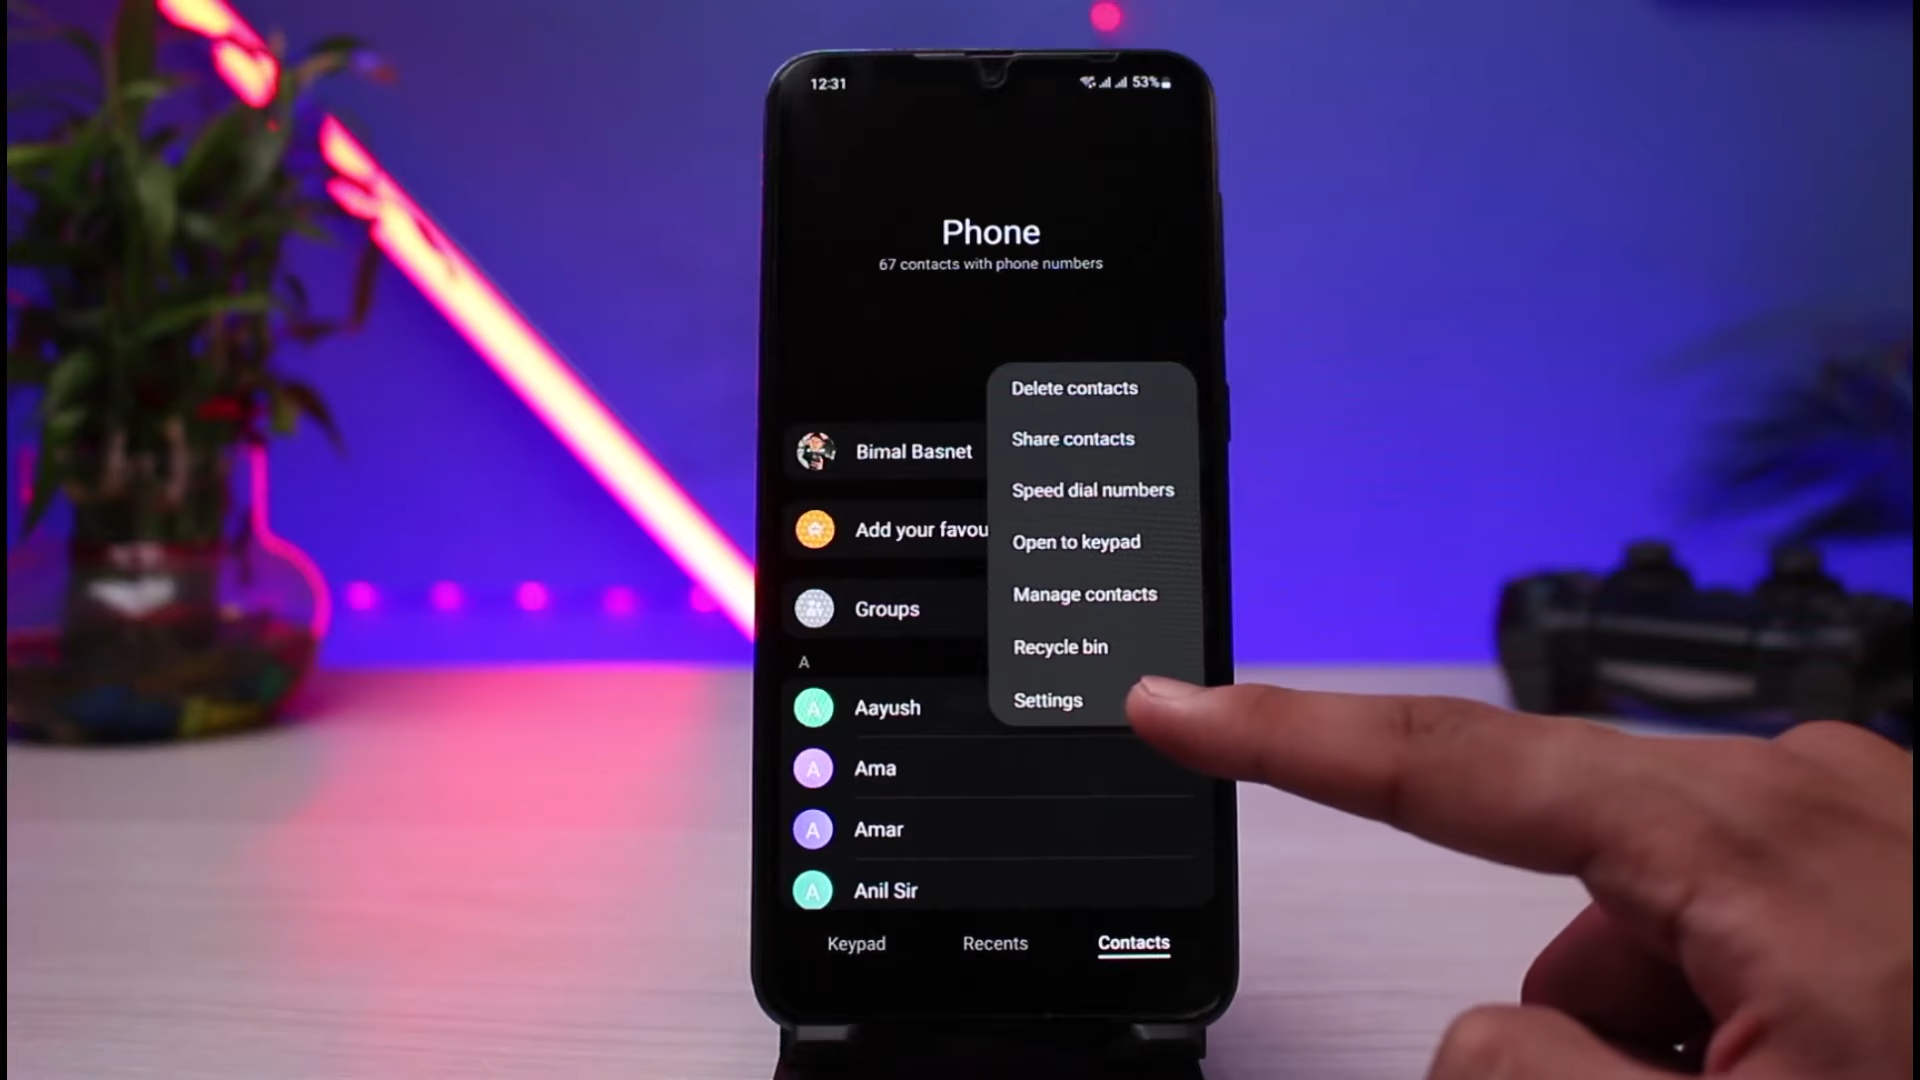 12:31
53%
Phone
67 contacts with phone numbers
Delete contacts
Share contacts
Speed dial numbers
Open to keypad
Manage contacts
Recycle bin
Settings
Bimal Basnet
Add your favou
Groups
A
A Aayush
A Ama
A Amar
A Anil Sir
Keypad Recents Contacts